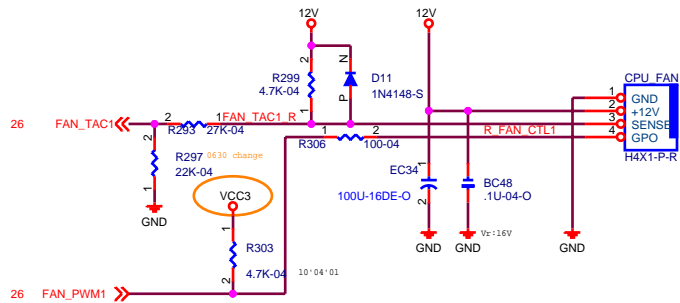 12V
12V
R299
4.7K-04
2
1
N
P
D11
1N4148-S
CPU_FAN
1
2
3
4
GND
+12V
SENSE
GPO
H4X1-P-R
26
FAN_TAC1
2
1
R293
27K-04
FAN_TAC1_R
R306
1
2
100-04
R_FAN_CTL1
2
1
R297
22K-04
0630 change
GND
VCC3
1
2
R303
4.7K-04
10'04'01
EC34
1
2
100U-16DE-O
BC48
.1U-04-O
Vr:16V
GND
GND
GND
26
FAN_PWM1